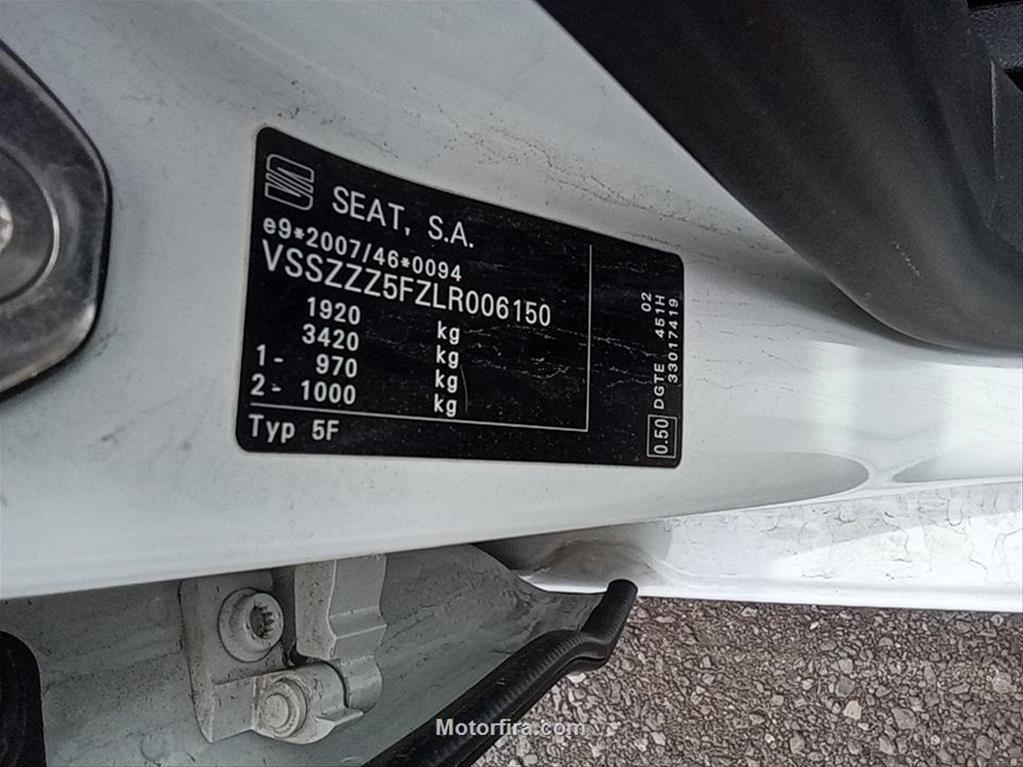 SEAT, S.A.
e9*2007/46*0094
VSSZZZ5FZLR006150
1920 kg
3420 kg
1- 970 kg
2- 1000 kg
Typ 5F
0.50 DGTE 451H 02
33017419
Motorfira.com